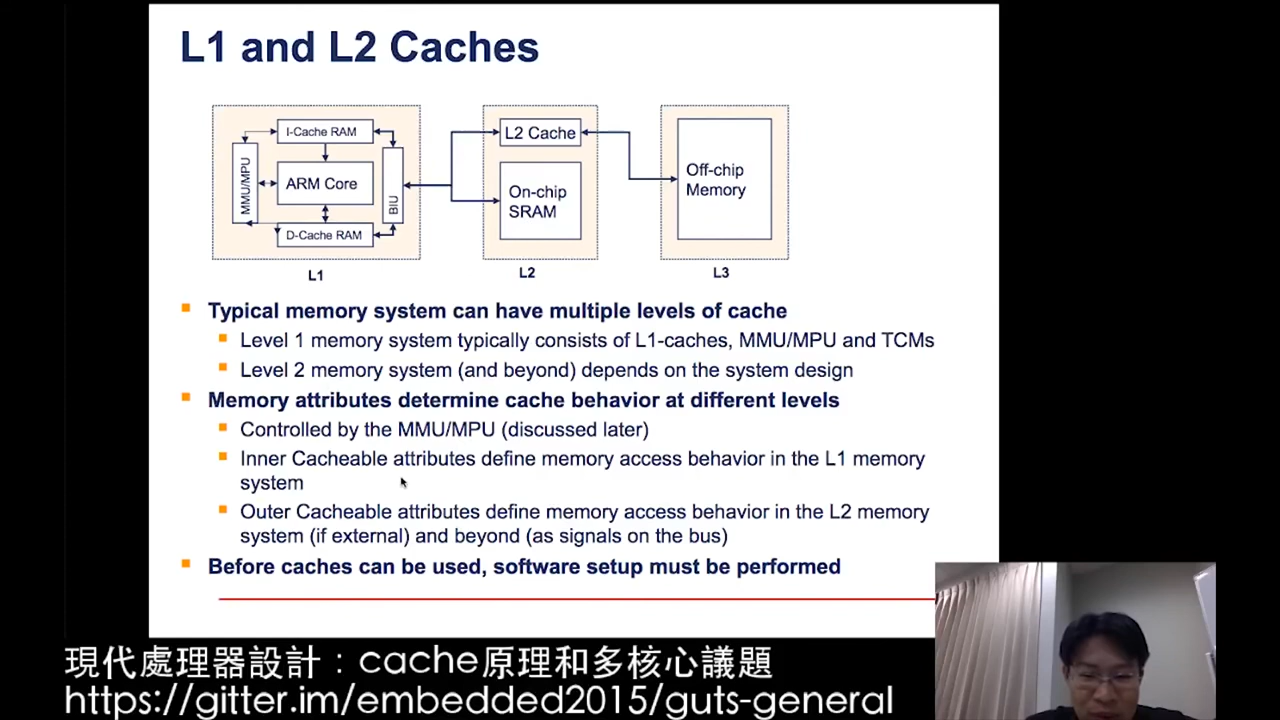 L1 and L2 Caches
I-Cache RAM
MMU/MPU
ARM Core
BIU
D-Cache RAM
L1
L2 Cache
On-chip
SRAM
L2
Off-chip
Memory
L3
Typical memory system can have multiple levels of cache
Level 1 memory system typically consists of L1-caches, MMU/MPU and TCMs
Level 2 memory system (and beyond) depends on the system design
Memory attributes determine cache behavior at different levels
Controlled by the MMU/MPU (discussed later)
Inner Cacheable attributes define memory access behavior in the L1 memory
system
Outer Cacheable attributes define memory access behavior in the L2 memory
system (if external) and beyond (as signals on the bus)
Before caches can be used, software setup must be performed
現代處理器設計：cache原理和多核心議題
https://gitter.im/embedded2015/guts-general